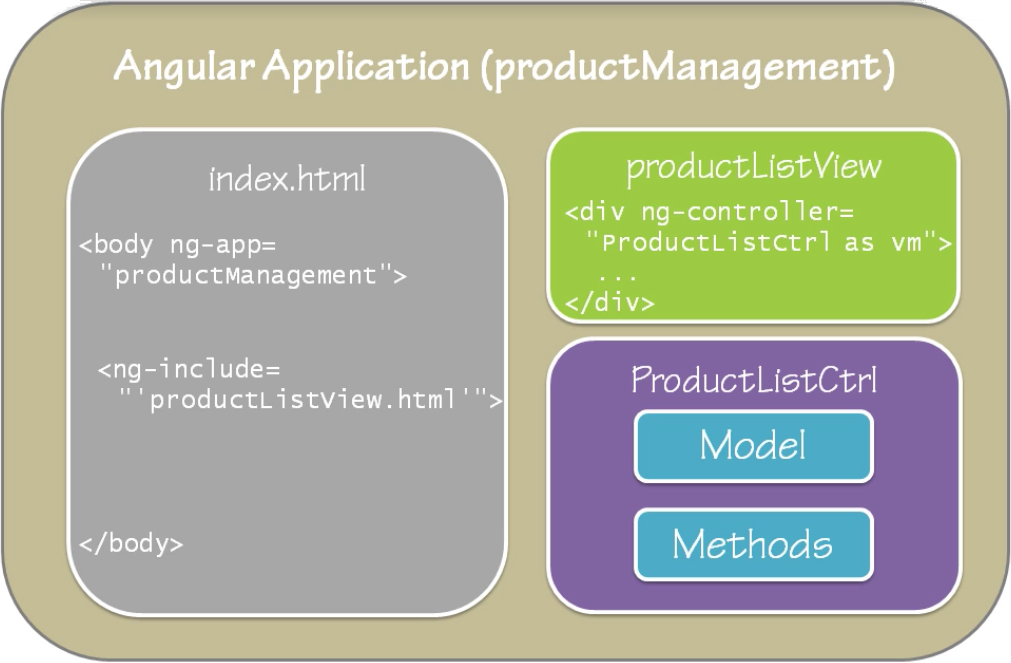 Angular Application (productManagement)
index.html
<body ng-app=
"productManagement">
<ng-include=
"'productListView.html'">
</body>
productListView
<div ng-controller=
"ProductListCtrl as vm">
...
</div>
ProductListCtrl
Model
Methods